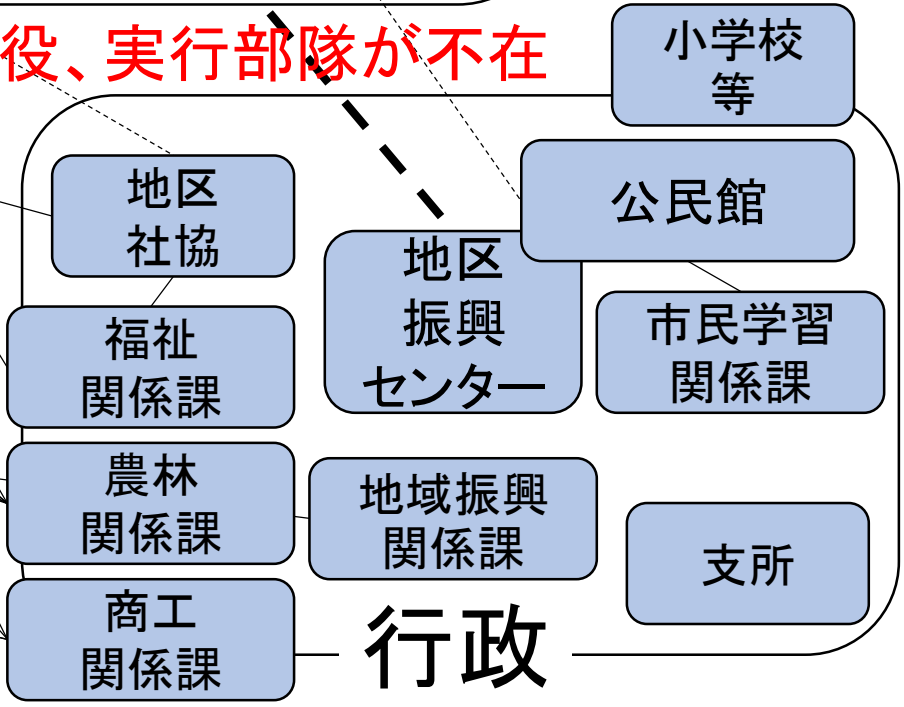 役、実行部隊が不在
小学校
等
地区
社協
公民館
地区
振興
センター
福祉
関係課
市民学習
関係課
農林
関係課
地域振興
関係課
支所
商工
関係課
行政